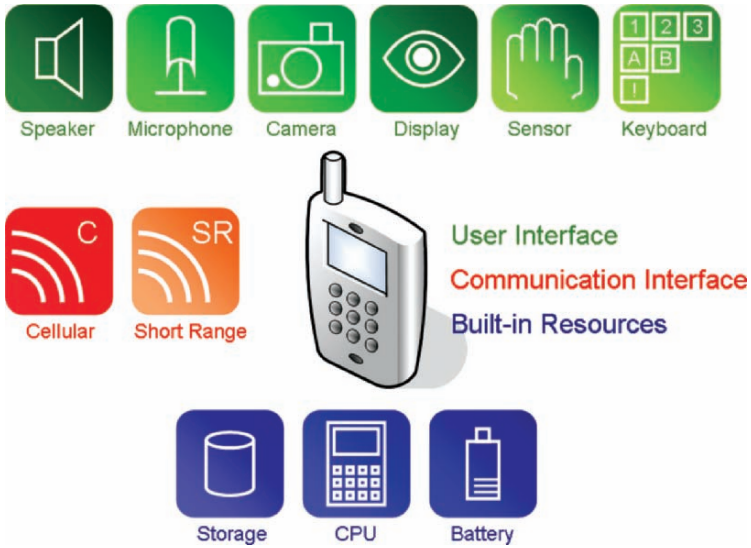 1 2 3
A B
!
Speaker Microphone Camera Display Sensor Keyboard
C SR
User Interface
Communication Interface
Built-in Resources
Cellular Short Range
Storage CPU Battery